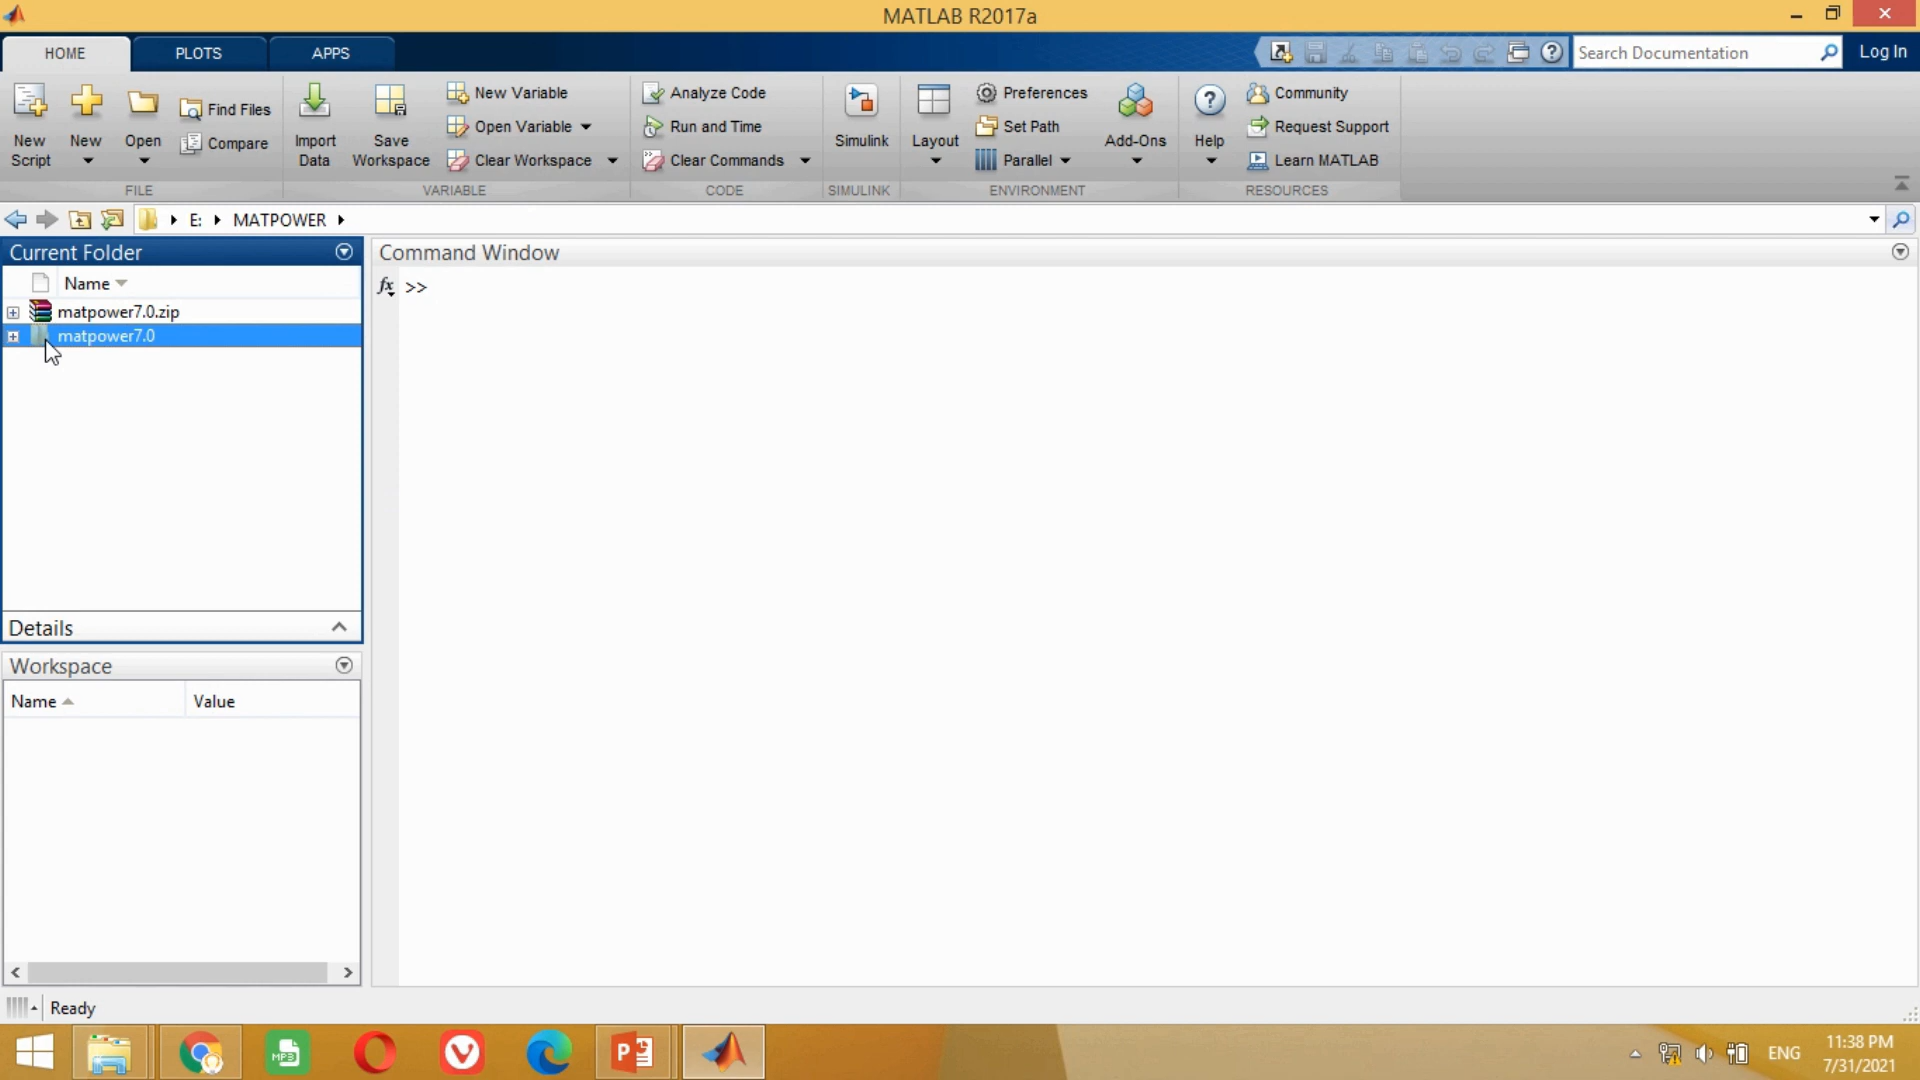 MATLAB R2017a
HOME PLOTS APPS
Search Documentation
Log In
New Script
New
Open
Find Files
Compare
FILE
Import Data
Save Workspace
New Variable
Open Variable
Clear Workspace
VARIABLE
Analyze Code
Run and Time
Clear Commands
CODE
Simulink
SIMULINK
Layout
Preferences
Set Path
Parallel
Add-Ons
ENVIRONMENT
Help
Community
Request Support
Learn MATLAB
RESOURCES
E: MATPOWER
Current Folder
Name
matpower7.0.zip
matpower7.0
Details
Workspace
Name Value
Command Window
fx >>
Ready
MP3
P
ENG
11:38 PM
7/31/2021